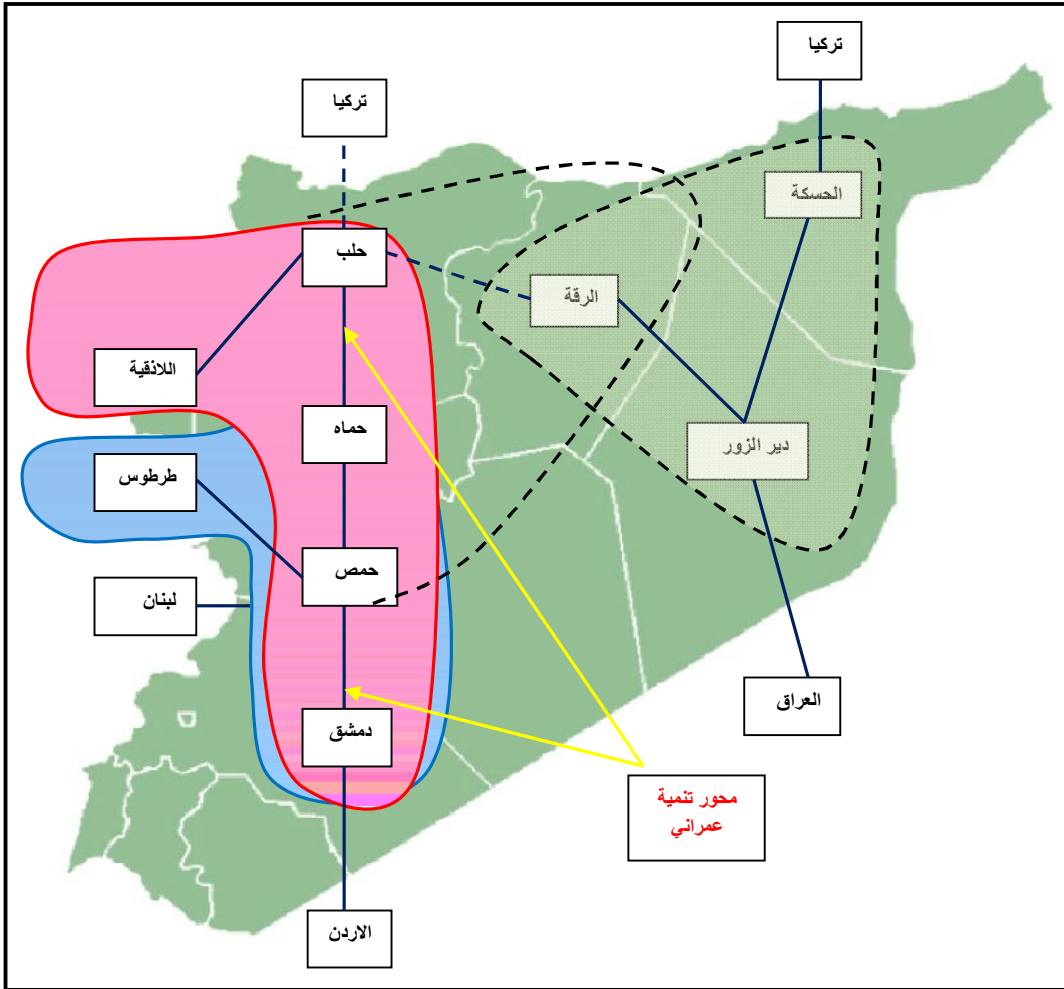 تركيا
تركيا
الحسكة
حلب
الرقة
اللاذقية
حماه
دير الزور
طرطوس
حمص
لبنان
العراق
دمشق
محور تنمية
عمراني
الاردن